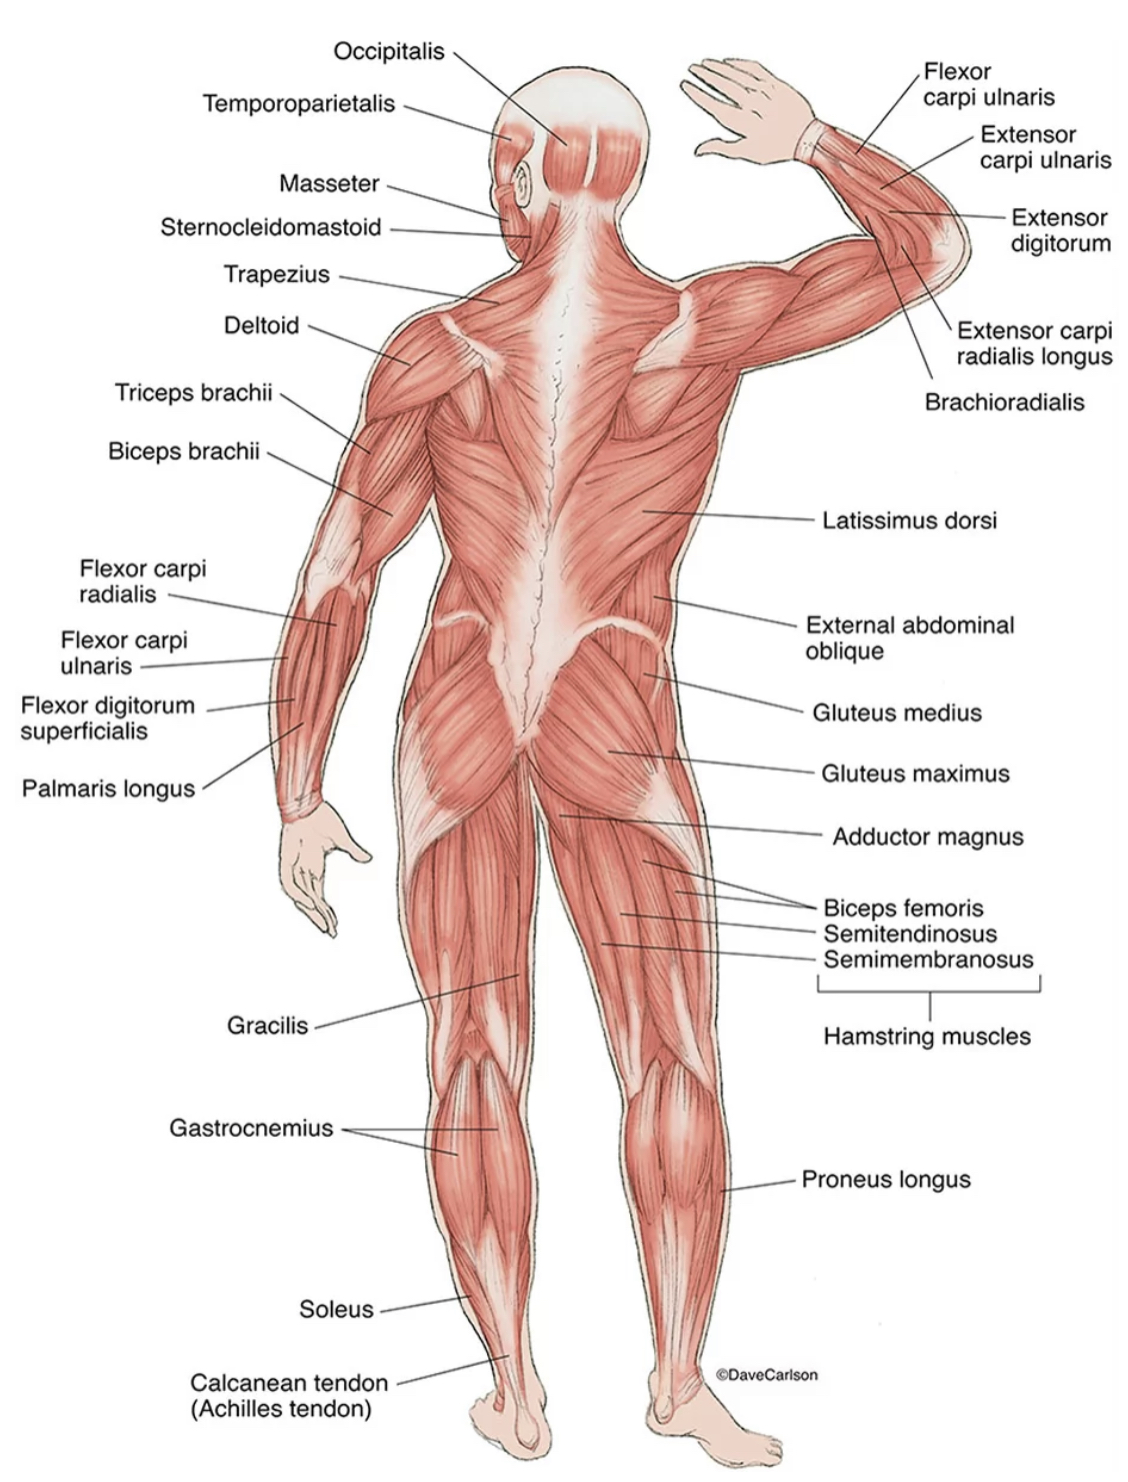 Occipitalis
Temporoparietalis
Masseter
Sternocleidomastoid
Trapezius
Deltoid
Triceps brachii
Biceps brachii
Flexor carpi
radialis
Flexor carpi
ulnaris
Flexor digitorum
superficialis
Palmaris longus
Gracilis
Gastrocnemius
Soleus
Calcanean tendon
(Achilles tendon)
Flexor
carpi ulnaris
Extensor
carpi ulnaris
Extensor
digitorum
Extensor carpi
radialis longus
Brachioradialis
Latissimus dorsi
External abdominal
oblique
Gluteus medius
Gluteus maximus
Adductor magnus
Biceps femoris
Semitendinosus
Semimembranosus
Hamstring muscles
Proneus longus
©DaveCarlson